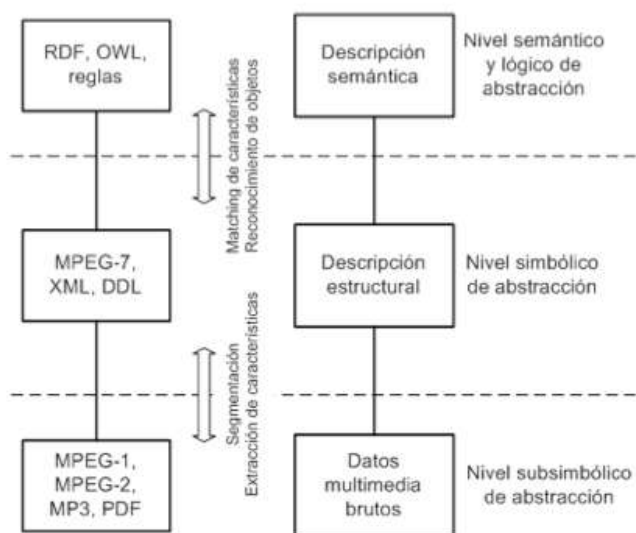 RDF, OWL,
reglas
Matching de características
Reconocimiento de objetos
Descripción
semántica
Nivel semántico
y lógico de
abstracción
MPEG-7,
XML, DDL
Descripción
estructural
Nivel simbólico
de abstracción
Segmentación
Extracción de características
MPEG-1,
MPEG-2,
MP3, PDF
Datos
multimedia
brutos
Nivel subsimbólico
de abstracción